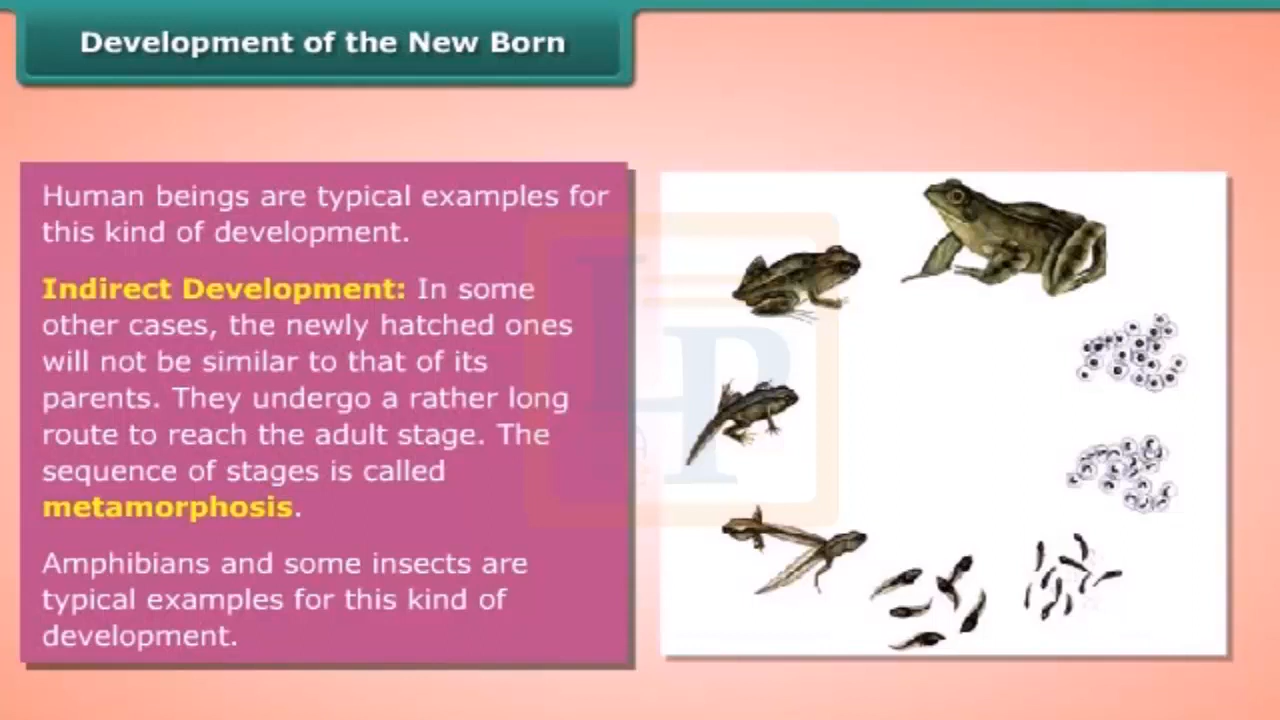 Development of the New Born
Human beings are typical examples for
this kind of development.
Indirect Development: In some
other cases, the newly hatched ones
will not be similar to that of its
parents. They undergo a rather long
route to reach the adult stage. The
sequence of stages is called
metamorphosis.
Amphibians and some insects are
typical examples for this kind of
development.